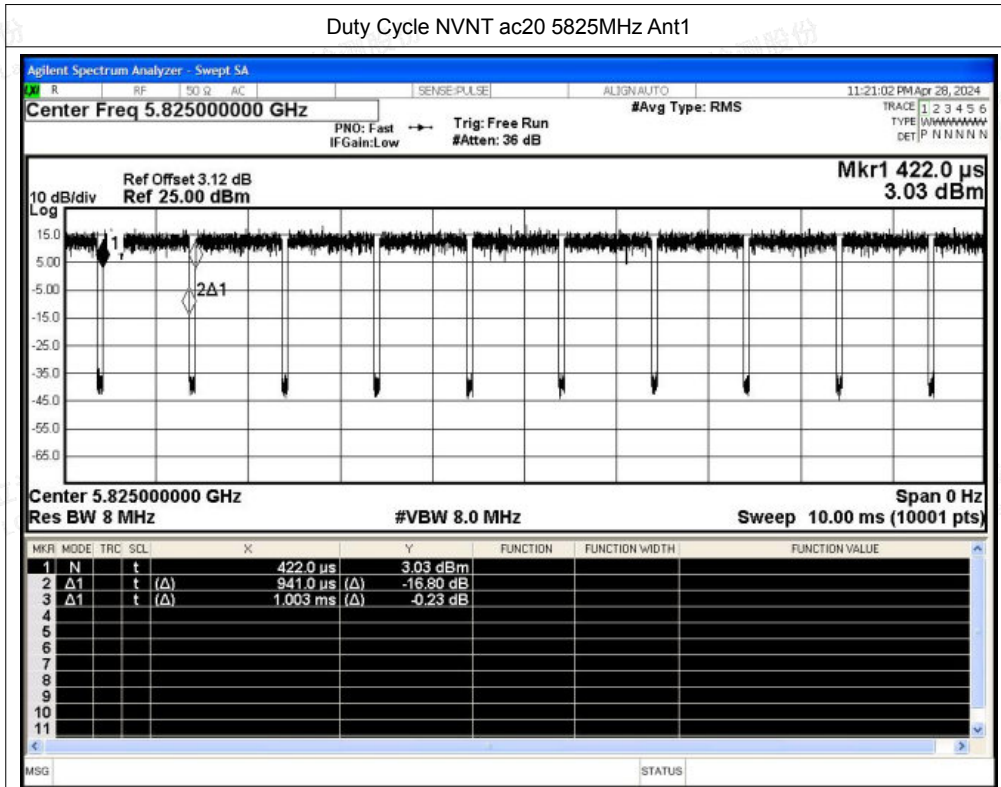 Duty Cycle NVNT ac20 5825MHz Ant1
Agilent Spectrum Analyzer - Swept SA
LXI R RF 50 Ω AC SENSE:PULSE ALIGNAUTO 11:21:02 PM Apr 28, 2024
Center Freq 5.825000000 GHz #Avg Type: RMS TRACE 1 2 3 4 5 6
PNO: Fast Trig: Free Run TYPE WWWWWW
IFGain:Low #Atten: 36 dB DET P N N N N N
Mkr1 422.0 µs
Ref Offset 3.12 dB
10 dB/div Ref 25.00 dBm 3.03 dBm
Log
15.0
1
5.00
-5.00
2Δ1
-15.0
-25.0
-35.0
-45.0
-55.0
-65.0
Center 5.825000000 GHz Span 0 Hz
Res BW 8 MHz #VBW 8.0 MHz Sweep 10.00 ms (10001 pts)
MKR MODE TRC SCL X Y FUNCTION FUNCTION WIDTH FUNCTION VALUE
1 N t 422.0 µs 3.03 dBm
2 Δ1 t (Δ) 941.0 µs (Δ) -16.80 dB
3 Δ1 t (Δ) 1.003 ms (Δ) -0.23 dB
4
5
6
7
8
9
10
11
MSG STATUS